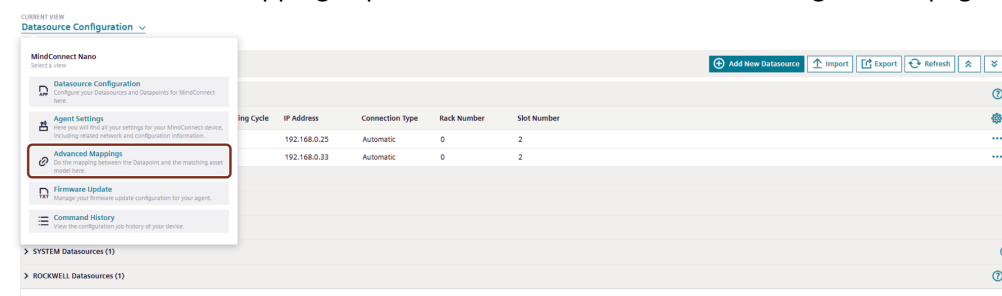 CURRENT VIEW
Datasource Configuration
MindConnect Nano
Select a view
Datasource Configuration
Configure your Datasources and Datapoints for MindConnect
here.
Agent Settings
Here you will find all your settings for your MindConnect device,
including related network and configuration information.
Advanced Mappings
Do the mapping between the Datapoint and the matching asset
model here.
TXT
Firmware Update
Manage your firmware update configuration for your agent.
Command History
View the configuration job history of your device.
Add New Datasource Import Export Refresh
ing Cycle IP Address Connection Type Rack Number Slot Number
192.168.0.25 Automatic 0 2
192.168.0.33 Automatic 0 2
SYSTEM Datasources (1)
ROCKWELL Datasources (1)